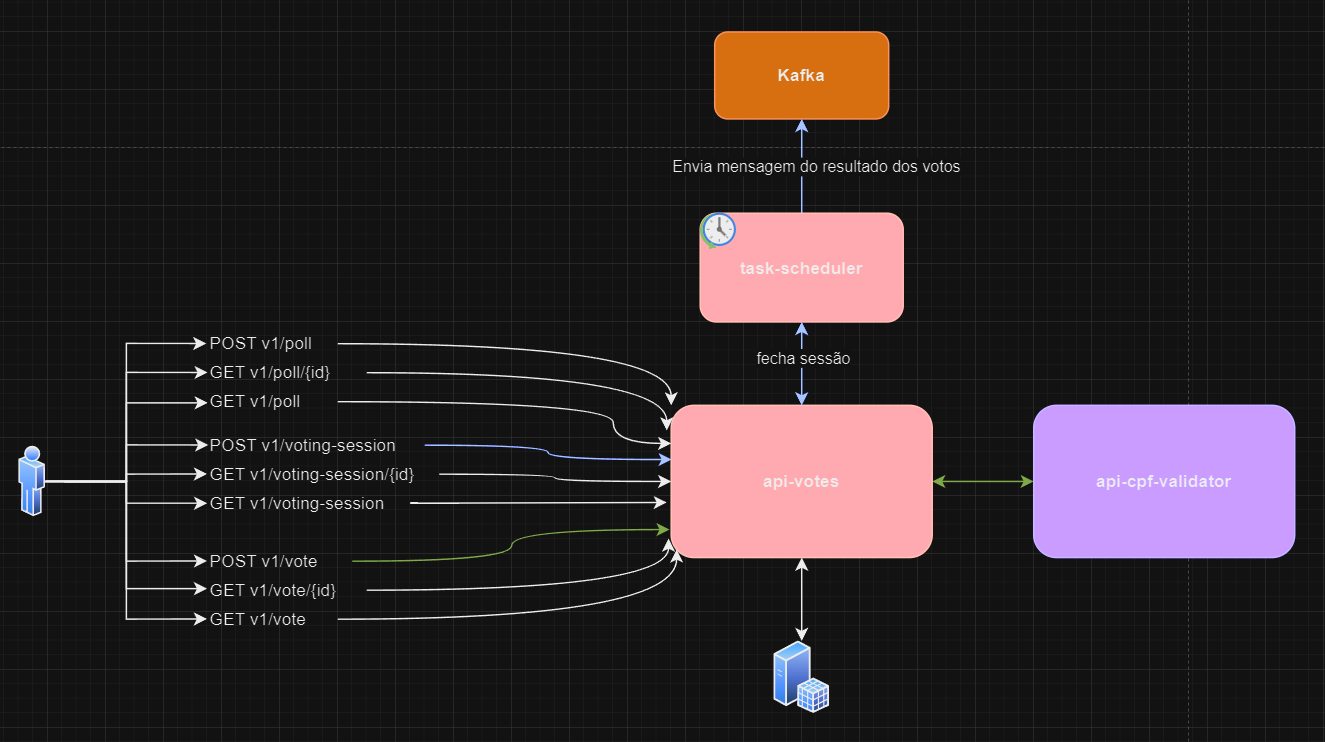 Kafka
Envia mensagem do resultado dos votos
task-scheduler
fecha sessão
POST v1/poll
GET v1/poll/{id}
GET v1/poll
POST v1/voting-session
GET v1/voting-session/{id}
GET v1/voting-session
POST v1/vote
GET v1/vote/{id}
GET v1/vote
api-votes
api-cpf-validator